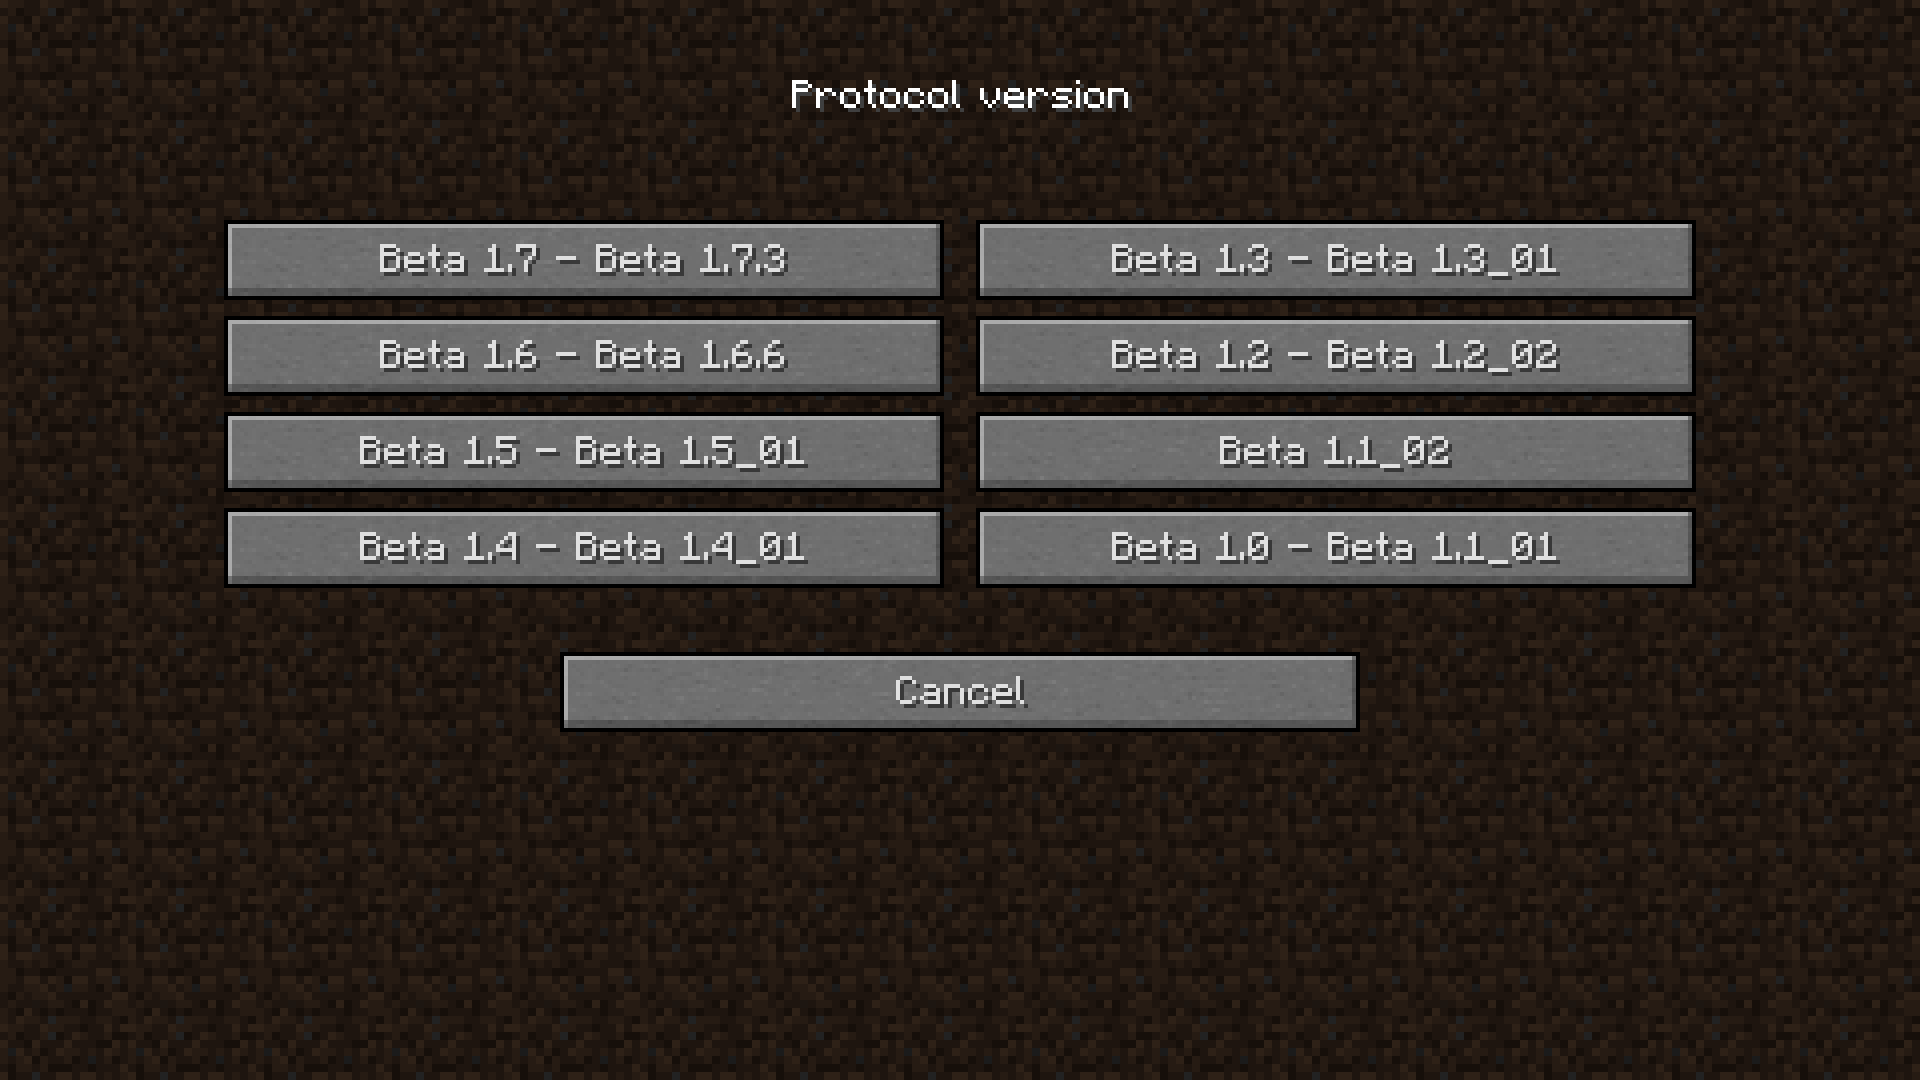 Protocol version
Beta 1.7 - Beta 1.7.3
Beta 1.3 - Beta 1.3_01
Beta 1.6 - Beta 1.6.6
Beta 1.2 - Beta 1.2_02
Beta 1.5 - Beta 1.5_01
Beta 1.1_02
Beta 1.4 - Beta 1.4_01
Beta 1.0 - Beta 1.1_01
Cancel